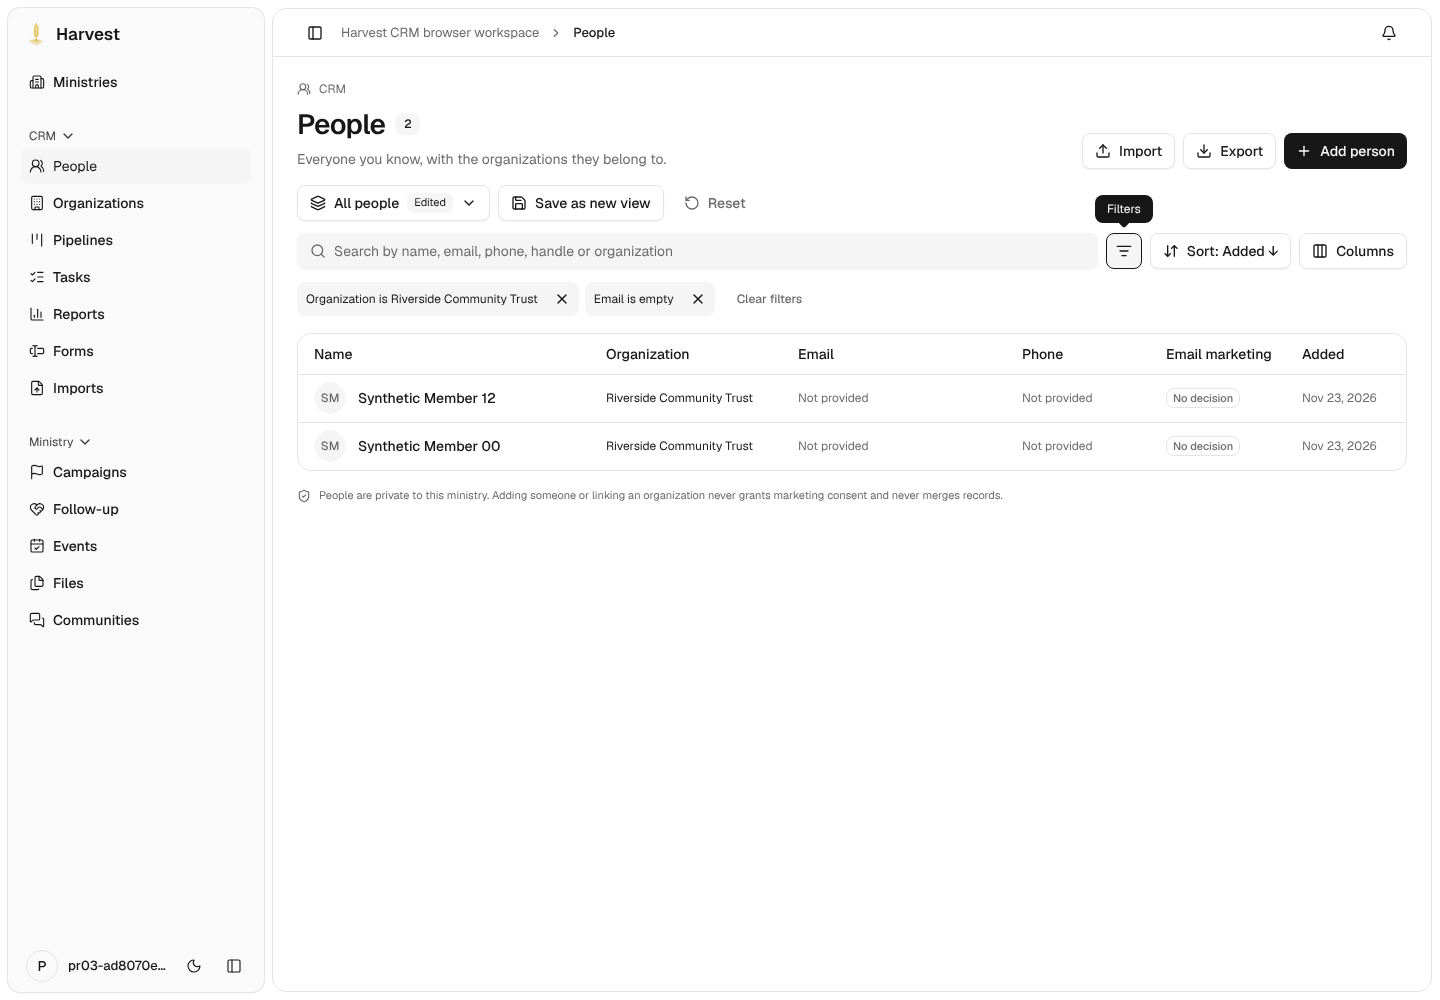 Harvest
Ministries
CRM
People
Organizations
Pipelines
Tasks
Reports
Forms
Imports
Ministry
Campaigns
Follow-up
Events
Files
Communities
P pr03-ad8070e...
Harvest CRM browser workspace > People
CRM
People 2
Everyone you know, with the organizations they belong to.
Import Export Add person
All people Edited Save as new view Reset
Filters
Search by name, email, phone, handle or organization Sort: Added ↓ Columns
Organization is Riverside Community Trust Email is empty Clear filters
Name Organization Email Phone Email marketing Added
SM Synthetic Member 12 Riverside Community Trust Not provided Not provided No decision Nov 23, 2026
SM Synthetic Member 00 Riverside Community Trust Not provided Not provided No decision Nov 23, 2026
People are private to this ministry. Adding someone or linking an organization never grants marketing consent and never merges records.